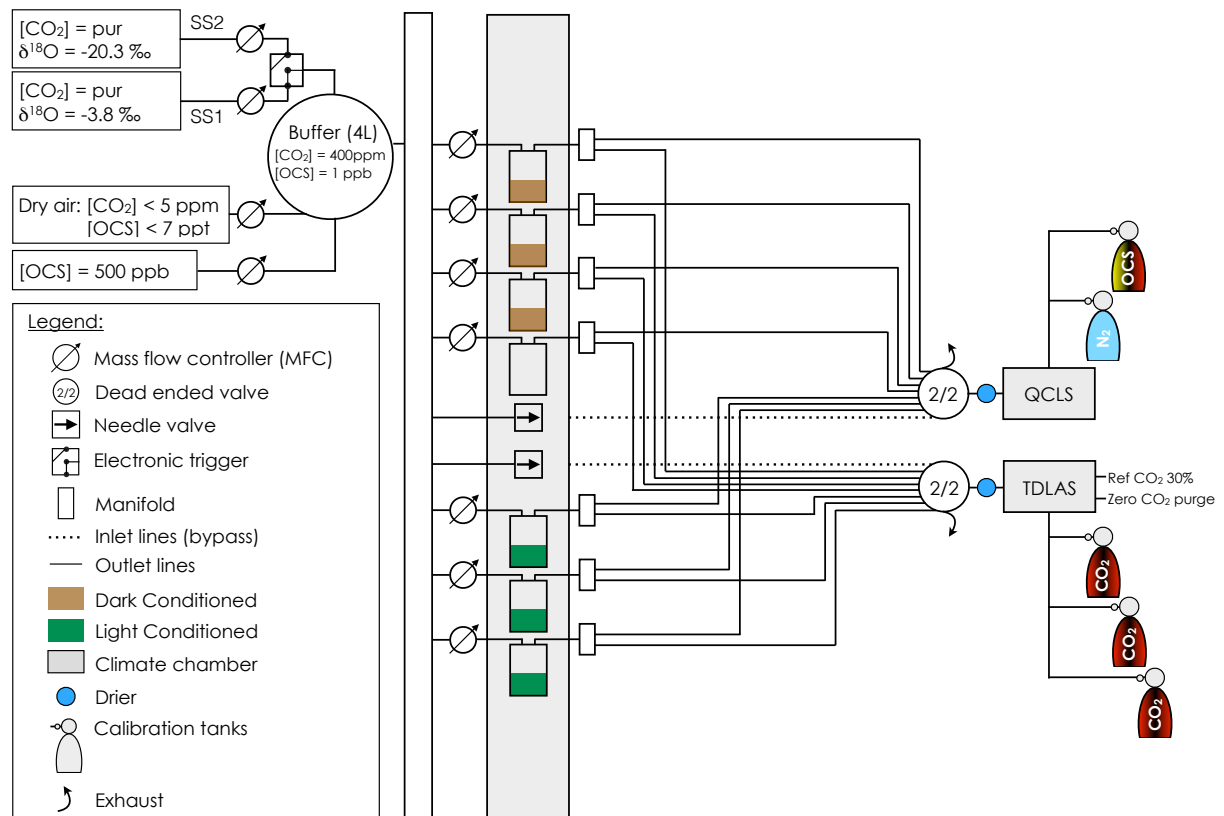 [CO₂] = pur
δ¹⁸O = -20.3 ‰
SS2
[CO₂] = pur
δ¹⁸O = -3.8 ‰
SS1
Buffer (4L)
[CO₂] = 400ppm
[OCS] = 1 ppb
Dry air: [CO₂] < 5 ppm
[OCS] < 7 ppt
[OCS] = 500 ppb
Legend:
Mass flow controller (MFC)
2/2
Dead ended valve
Needle valve
Electronic trigger
Manifold
Inlet lines (bypass)
Outlet lines
Dark Conditioned
Light Conditioned
Climate chamber
Drier
Calibration tanks
Exhaust
2/2
QCLS
OCS
N₂
2/2
TDLAS
Ref CO₂ 30%
Zero CO₂ purge
CO₂
CO₂
CO₂